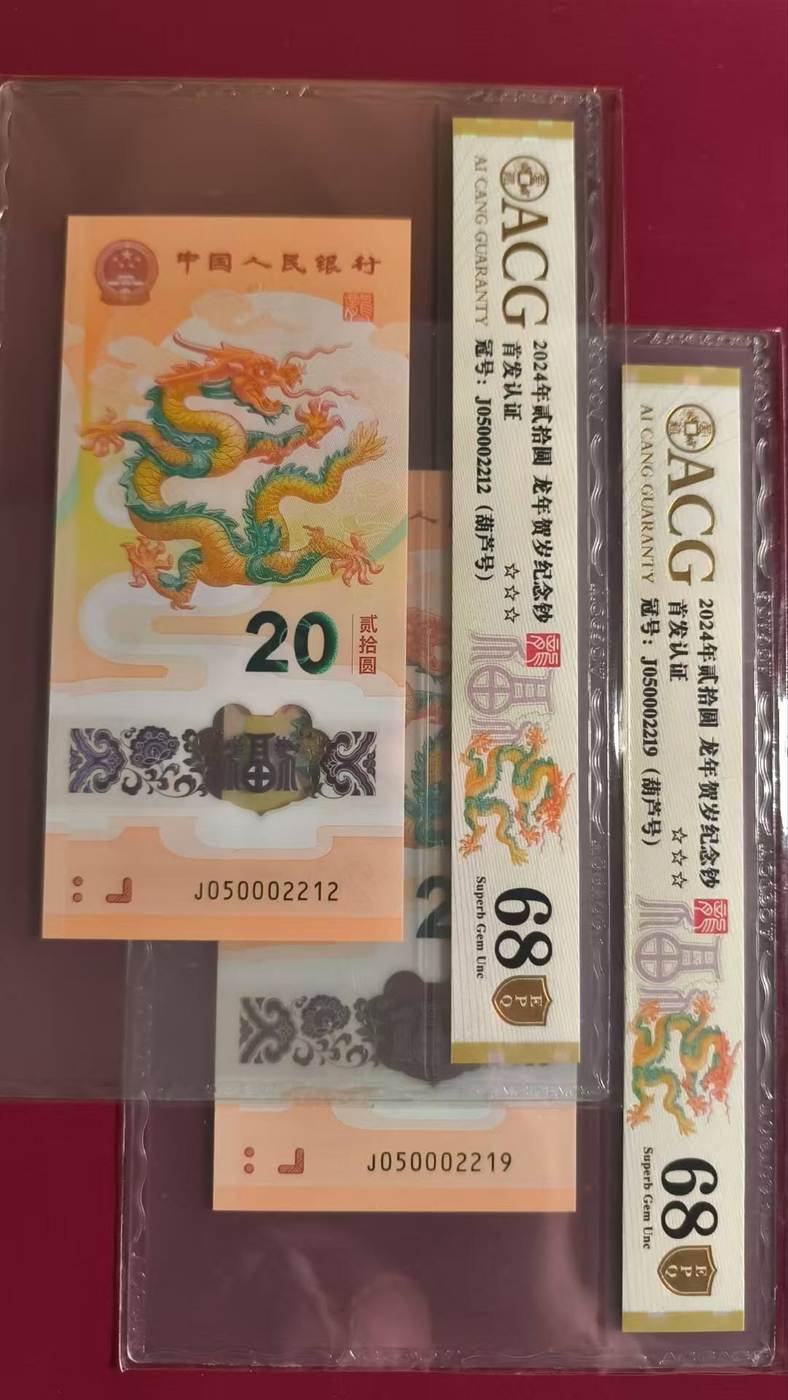 中国人民银行
20
贰拾圆
福
J050002212
ACG
AI CANG GUARANTY
2024年贰拾圆 龙年贺岁纪念钞
首发认证 ☆☆☆
冠号：J050002212（葫芦号）
68
EPQ
Superb Gem Unc
2
J050002219
ACG
AI CANG GUARANTY
2024年贰拾圆 龙年贺岁纪念钞
首发认证 ☆☆☆
冠号：J050002219（葫芦号）
68
EPQ
Superb Gem Unc